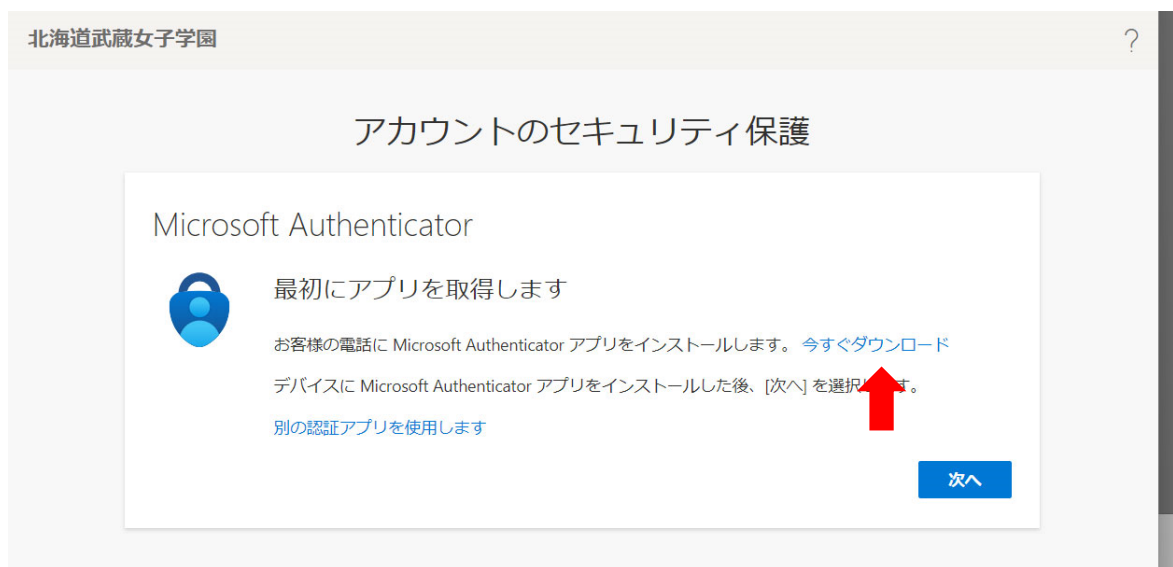 北海道武蔵女子学園
?
アカウントのセキュリティ保護
Microsoft Authenticator
最初にアプリを取得します
お客様の電話に Microsoft Authenticator アプリをインストールします。 今すぐダウンロード
デバイスに Microsoft Authenticator アプリをインストールした後、[次へ] を選択します。
別の認証アプリを使用します
次へ